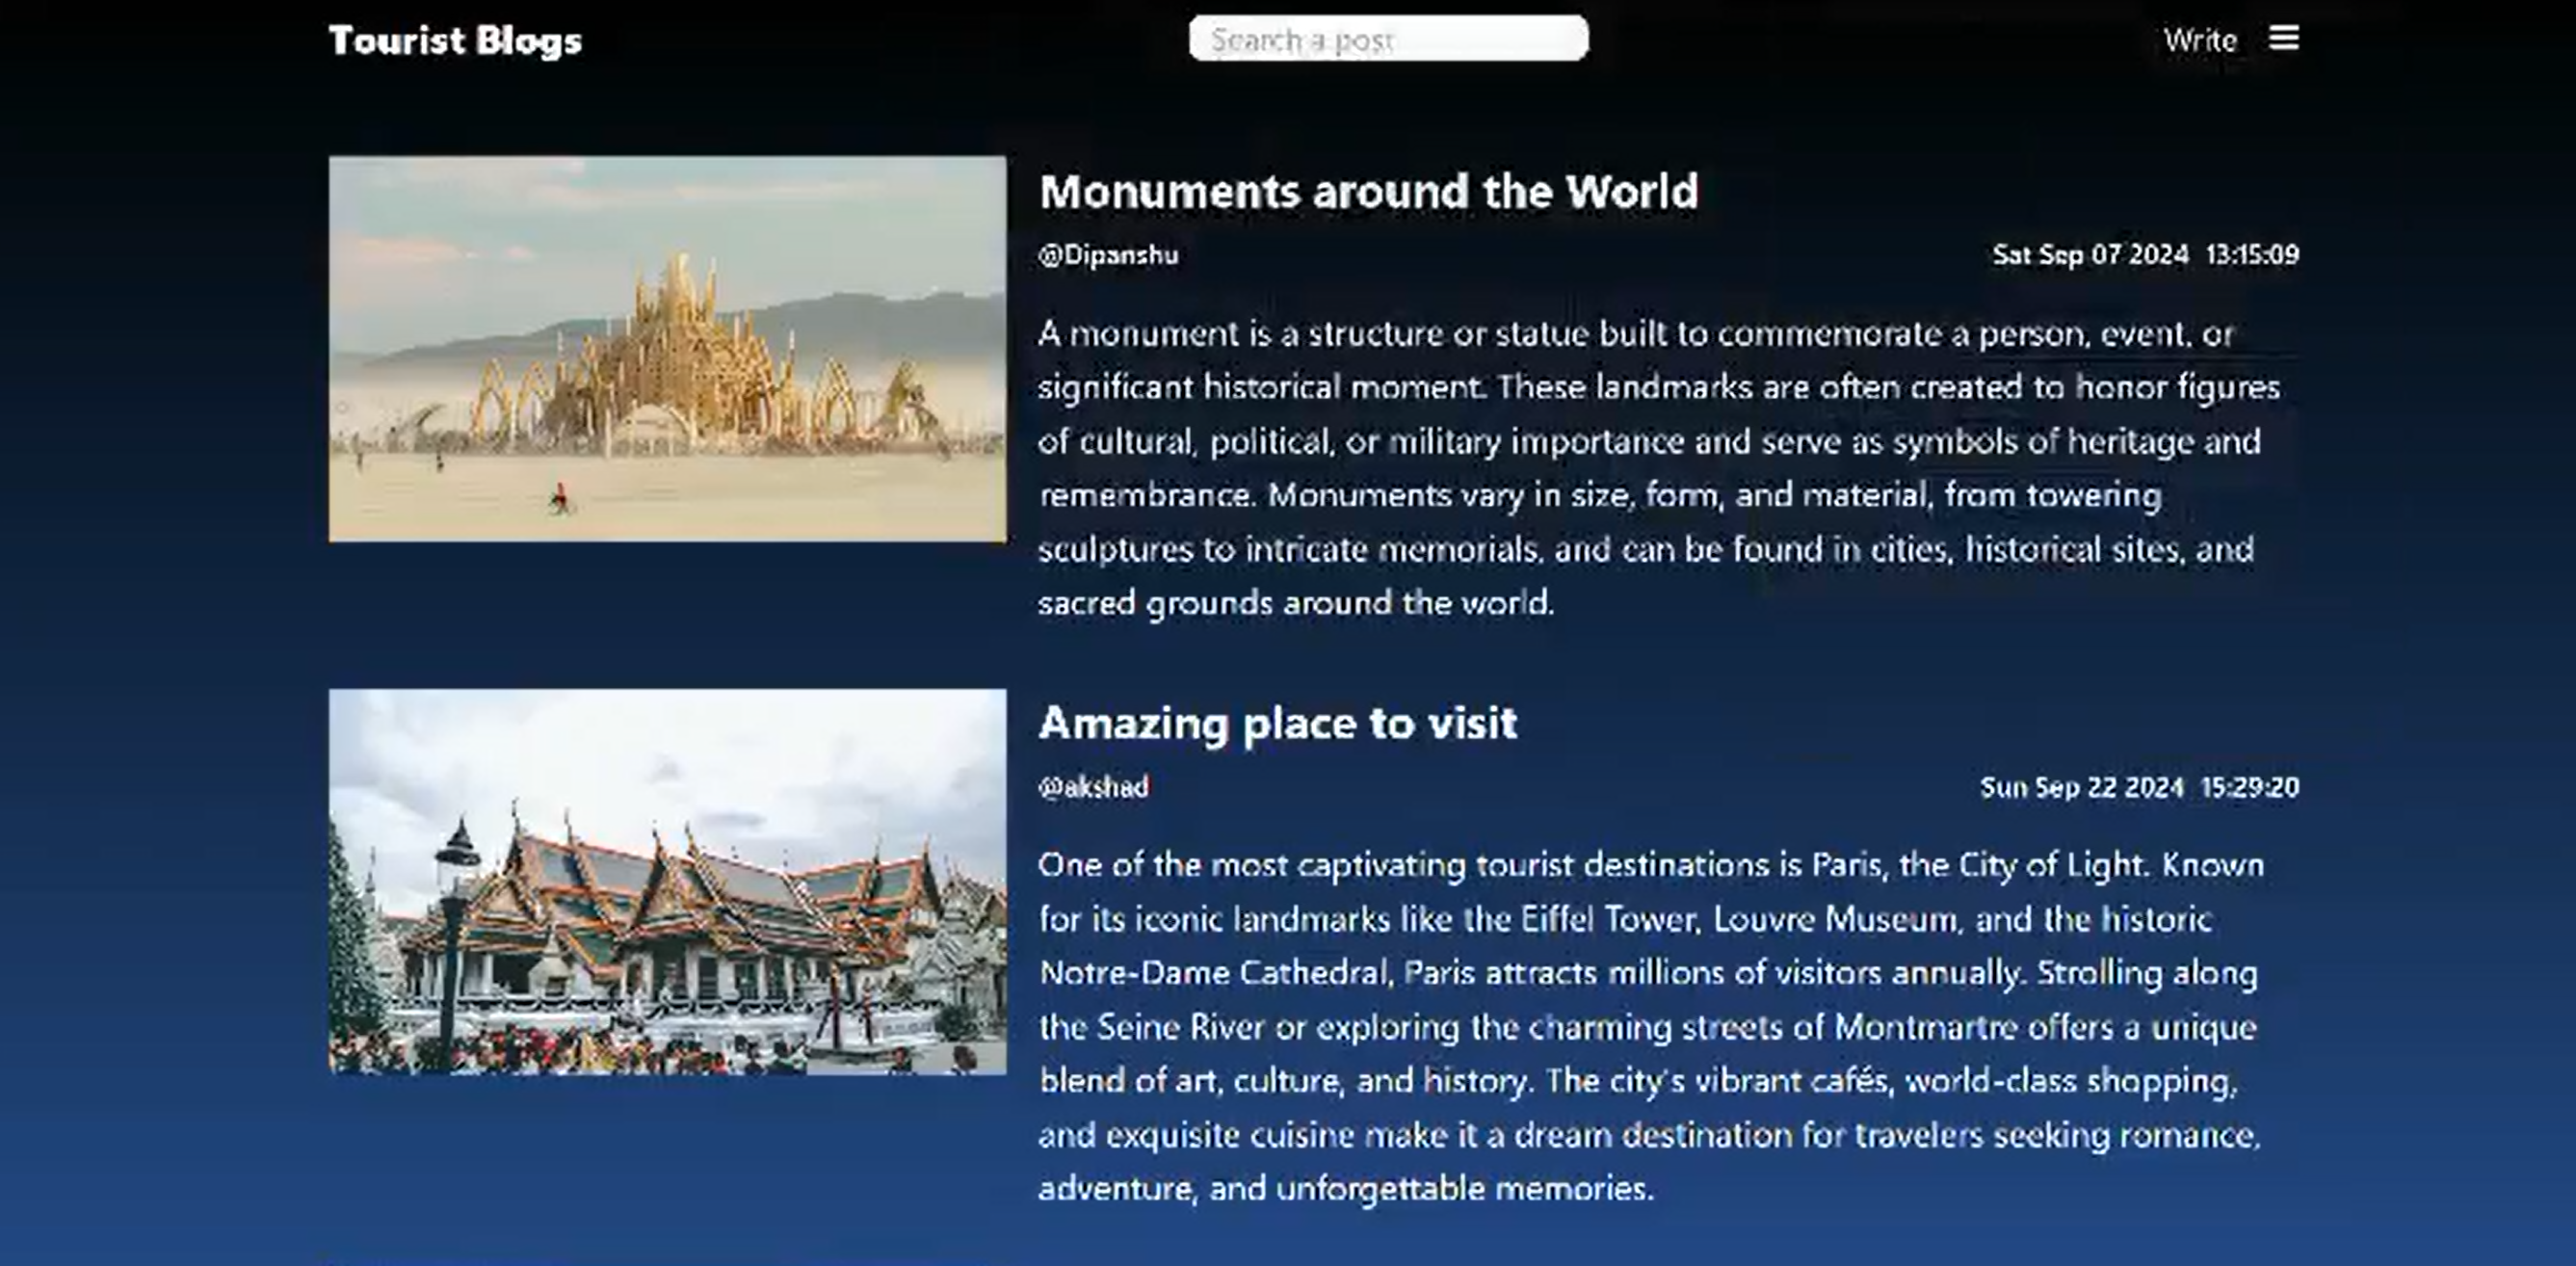 Tourist Blogs
Search a post
Write
Monuments around the World
@Dipanshu
Sat Sep 07 2024 13:15:09
A monument is a structure or statue built to commemorate a person, event, or
significant historical moment. These landmarks are often created to honor figures
of cultural, political, or military importance and serve as symbols of heritage and
remembrance. Monuments vary in size, form, and material, from towering
sculptures to intricate memorials, and can be found in cities, historical sites, and
sacred grounds around the world.
Amazing place to visit
@akshad
Sun Sep 22 2024 15:29:20
One of the most captivating tourist destinations is Paris, the City of Light. Known
for its iconic landmarks like the Eiffel Tower, Louvre Museum, and the historic
Notre-Dame Cathedral, Paris attracts millions of visitors annually. Strolling along
the Seine River or exploring the charming streets of Montmartre offers a unique
blend of art, culture, and history. The city's vibrant cafés, world-class shopping,
and exquisite cuisine make it a dream destination for travelers seeking romance,
adventure, and unforgettable memories.